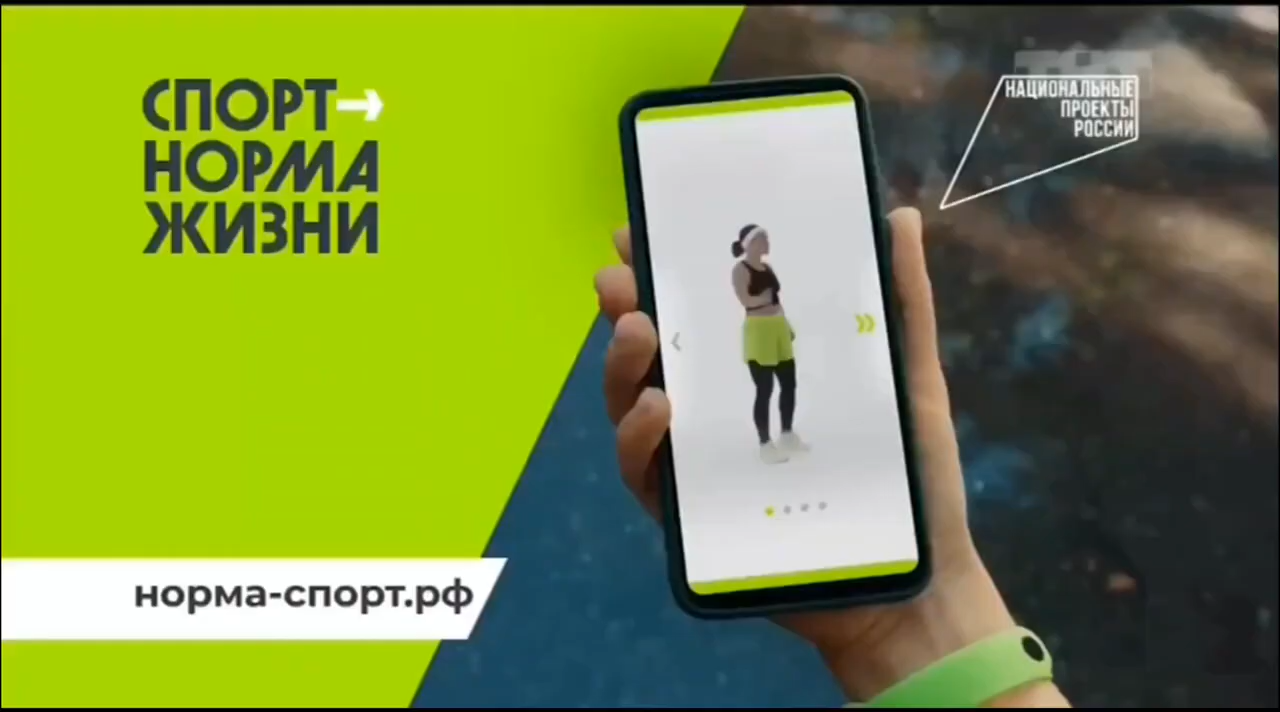 СПОРТ→
НОРМА
ЖИЗНИ
НАЦИОНАЛЬНЫЕ
ПРОЕКТЫ
РОССИИ
норма-спорт.рф